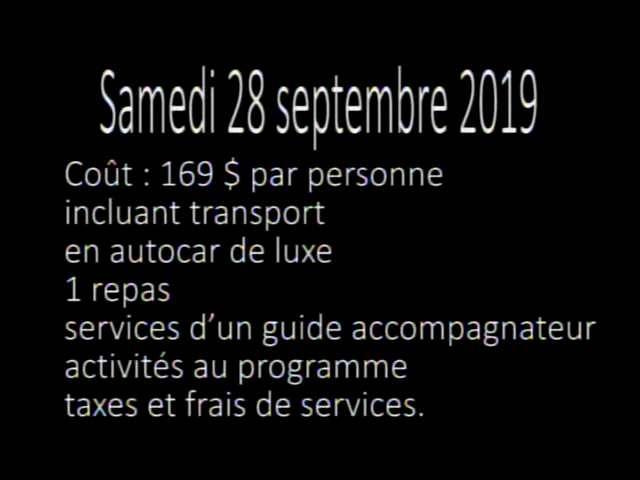 Samedi 28 septembre 2019
Coût : 169 $ par personne
incluant transport
en autocar de luxe
1 repas
services d’un guide accompagnateur
activités au programme
taxes et frais de services.